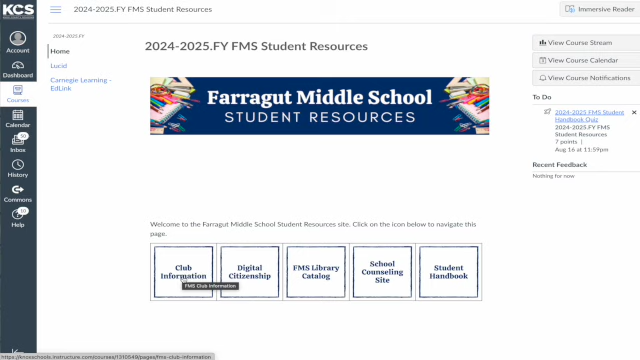 KCS
2024-2025.FY FMS Student Resources
Immersive Reader
2024-2025.FY
Home
Lucid
Carnegie Learning - EdLink
Account
Dashboard
Courses
Calendar
Inbox
History
Commons
Help
10
2024-2025.FY FMS Student Resources
Farragut Middle School
STUDENT RESOURCES
Welcome to the Farragut Middle School Student Resources site. Click on the icon below to navigate this
page.
Club
Information
Digital
Citizenship
FMS Library
Catalog
School
Counseling
Site
Student
Handbook
FMS Club Information
View Course Stream
View Course Calendar
View Course Notifications
To Do
2024-2025 FMS Student
Handbook Quiz
2024-2025.FY FMS
Student Resources
7 points |
Aug 16 at 11:59pm
Recent Feedback
Nothing for now
https://knoxschools.instructure.com/courses/1310549/pages/fms-club-information